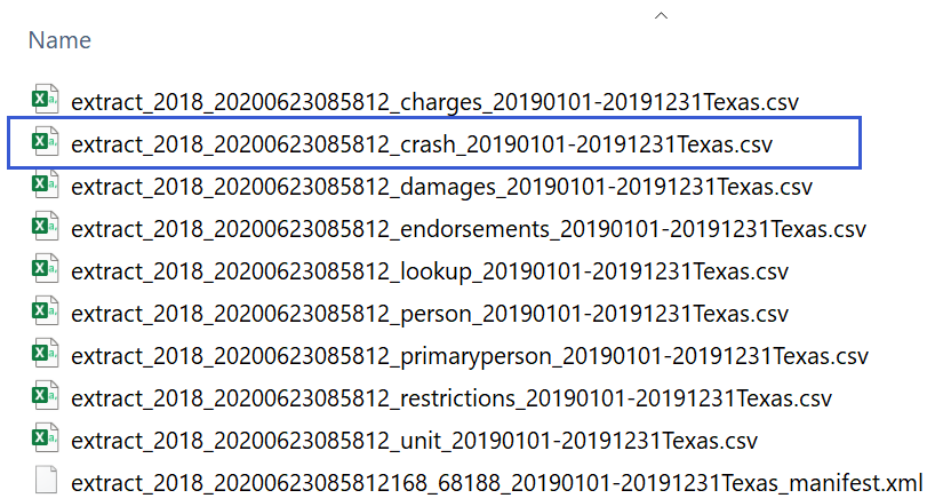 Name
extract_2018_20200623085812_charges_20190101-20191231Texas.csv
extract_2018_20200623085812_crash_20190101-20191231Texas.csv
extract_2018_20200623085812_damages_20190101-20191231Texas.csv
extract_2018_20200623085812_endorsements_20190101-20191231Texas.csv
extract_2018_20200623085812_lookup_20190101-20191231Texas.csv
extract_2018_20200623085812_person_20190101-20191231Texas.csv
extract_2018_20200623085812_primaryperson_20190101-20191231Texas.csv
extract_2018_20200623085812_restrictions_20190101-20191231Texas.csv
extract_2018_20200623085812_unit_20190101-20191231Texas.csv
extract_2018_20200623085812168_68188_20190101-20191231Texas_manifest.xml